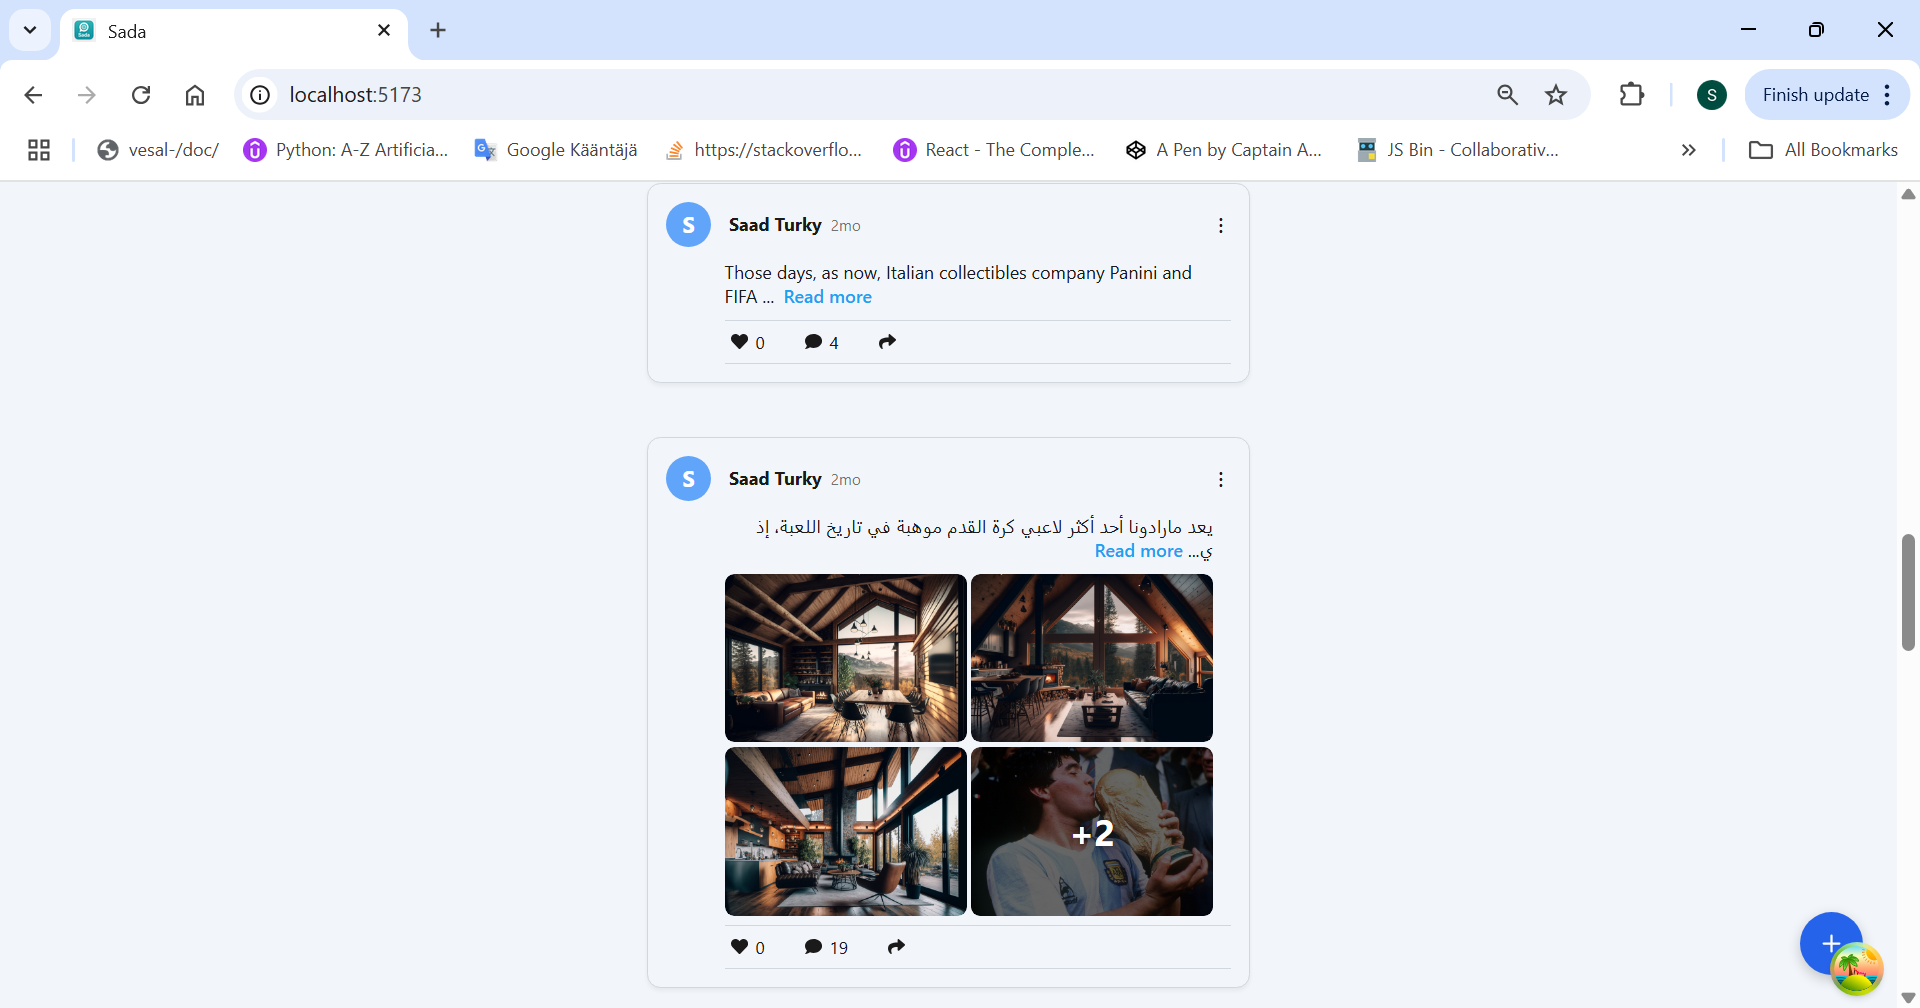 Sada
localhost:5173
S
Finish update
vesal-/doc/
Python: A-Z Artificia...
Google Kääntäjä
https://stackoverflo...
React - The Comple...
A Pen by Captain A...
JS Bin - Collaborativ...
All Bookmarks
S
Saad Turky 2mo
Those days, as now, Italian collectibles company Panini and
FIFA ... Read more
0 4
S
Saad Turky 2mo
يعد مارادونا أحد أكثر لاعبي كرة القدم موهبة في تاريخ اللعبة، إذ
ي... Read more
+2
0 19